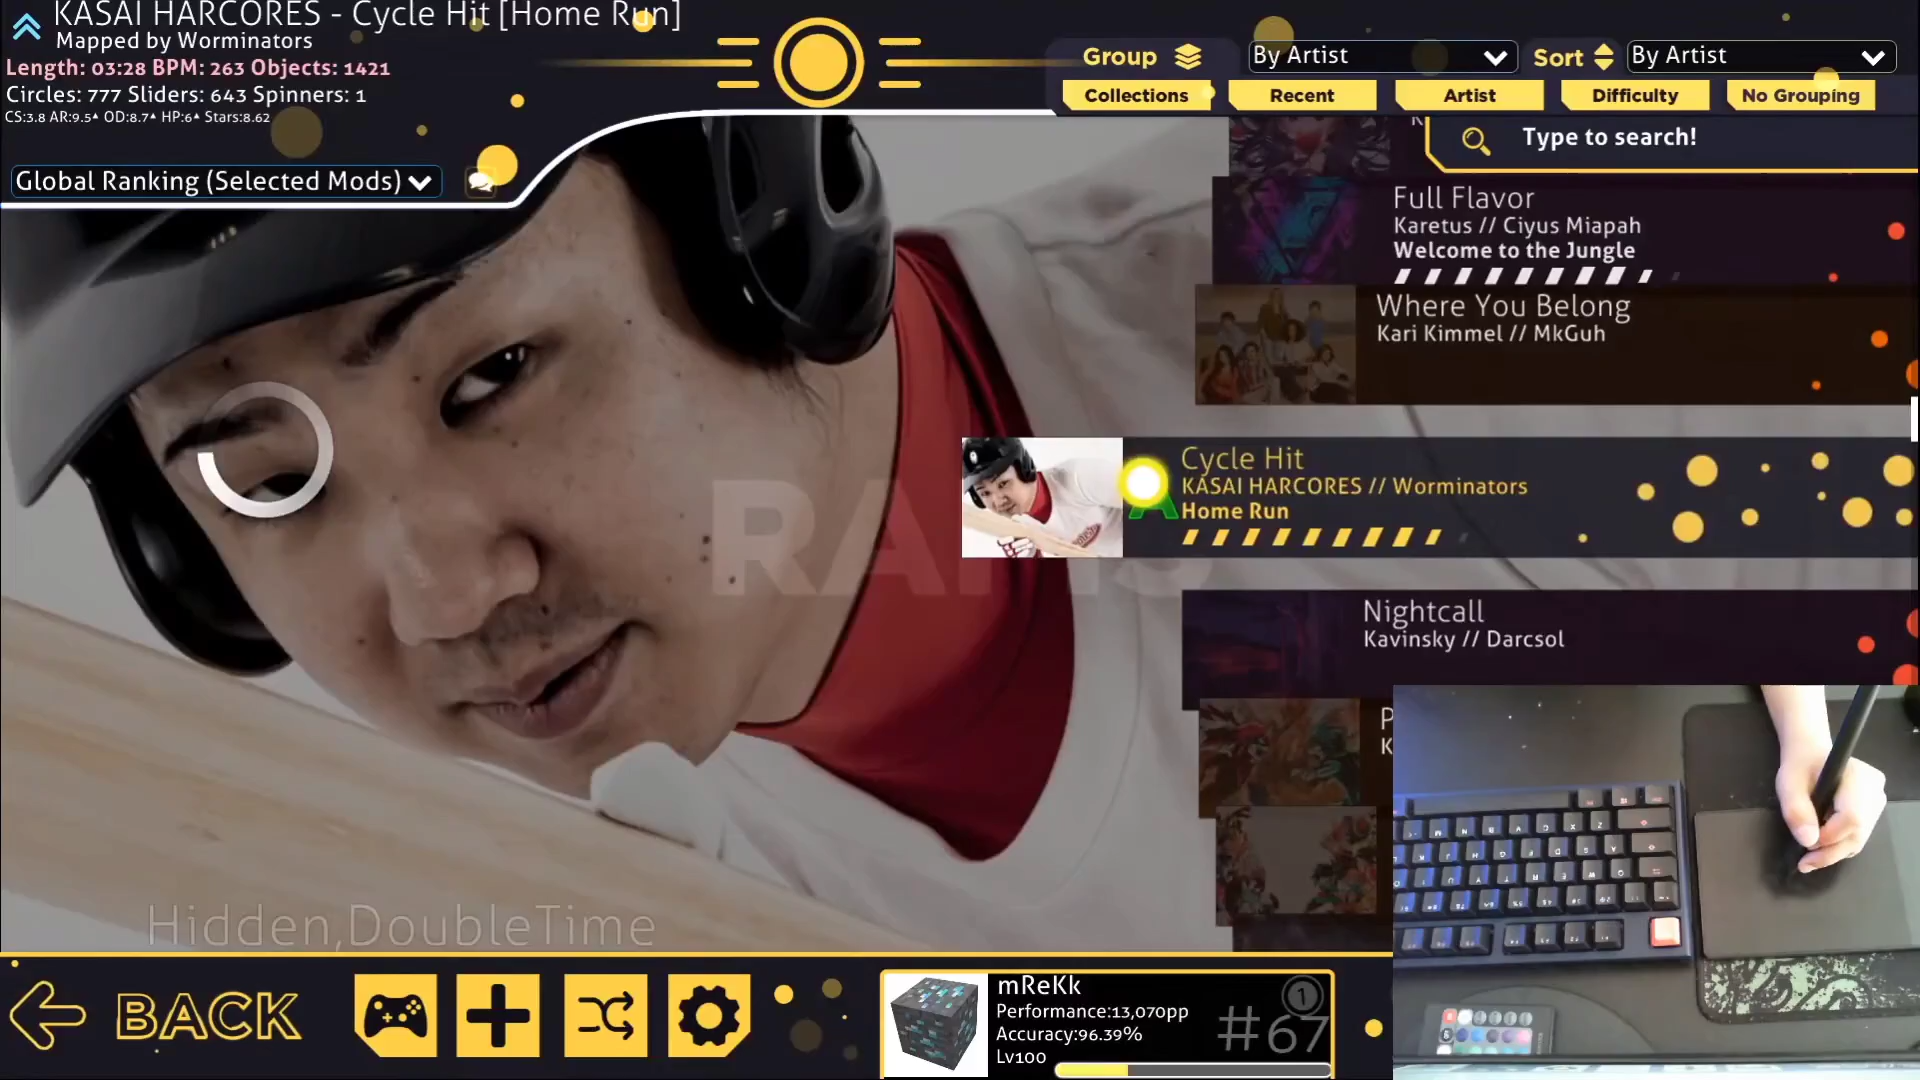 KASAI HARCORES - Cycle Hit [Home Run]
Mapped by Worminators
Length: 03:28 BPM: 263 Objects: 1421
Circles: 777 Sliders: 643 Spinners: 1
CS:3.8 AR:9.5 OD:8.7 HP:6 Stars:8.62
Global Ranking (Selected Mods)
Group
By Artist
Sort
By Artist
Collections
Recent
Artist
Difficulty
No Grouping
Type to search!
Full Flavor
Karetus // Ciyus Miapah
Welcome to the Jungle
Where You Belong
Kari Kimmel // MkGuh
Cycle Hit
KASAI HARCORES // Worminators
Home Run
A
Nightcall
Kavinsky // Darcsol
Hidden,DoubleTime
BACK
mReKk
Performance:13,070pp
Accuracy:96.39%
Lv100
#67
1